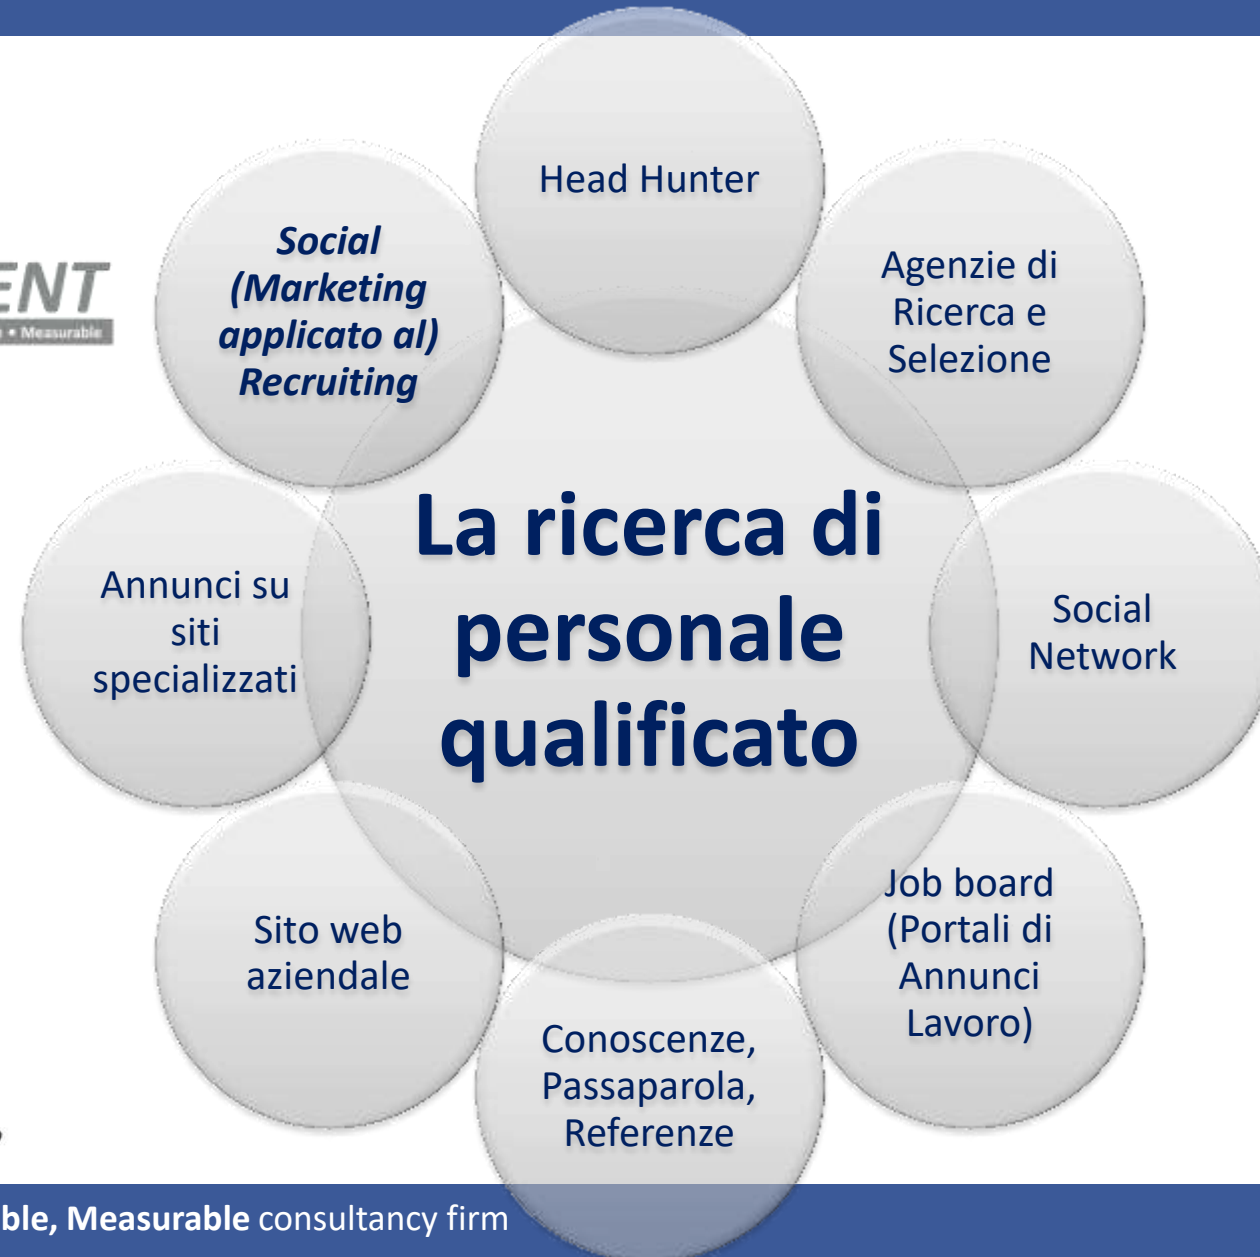 Head Hunter
Social
(Marketing
applicato al)
Recruiting
Agenzie di
Ricerca e
Selezione
ENT
• Measurable
La ricerca di
personale
qualificato
Annunci su
siti
specializzati
Social
Network
Sito web
aziendale
Job board
(Portali di
Annunci
Lavoro)
Conoscenze,
Passaparola,
Referenze
ble, Measurable consultancy firm